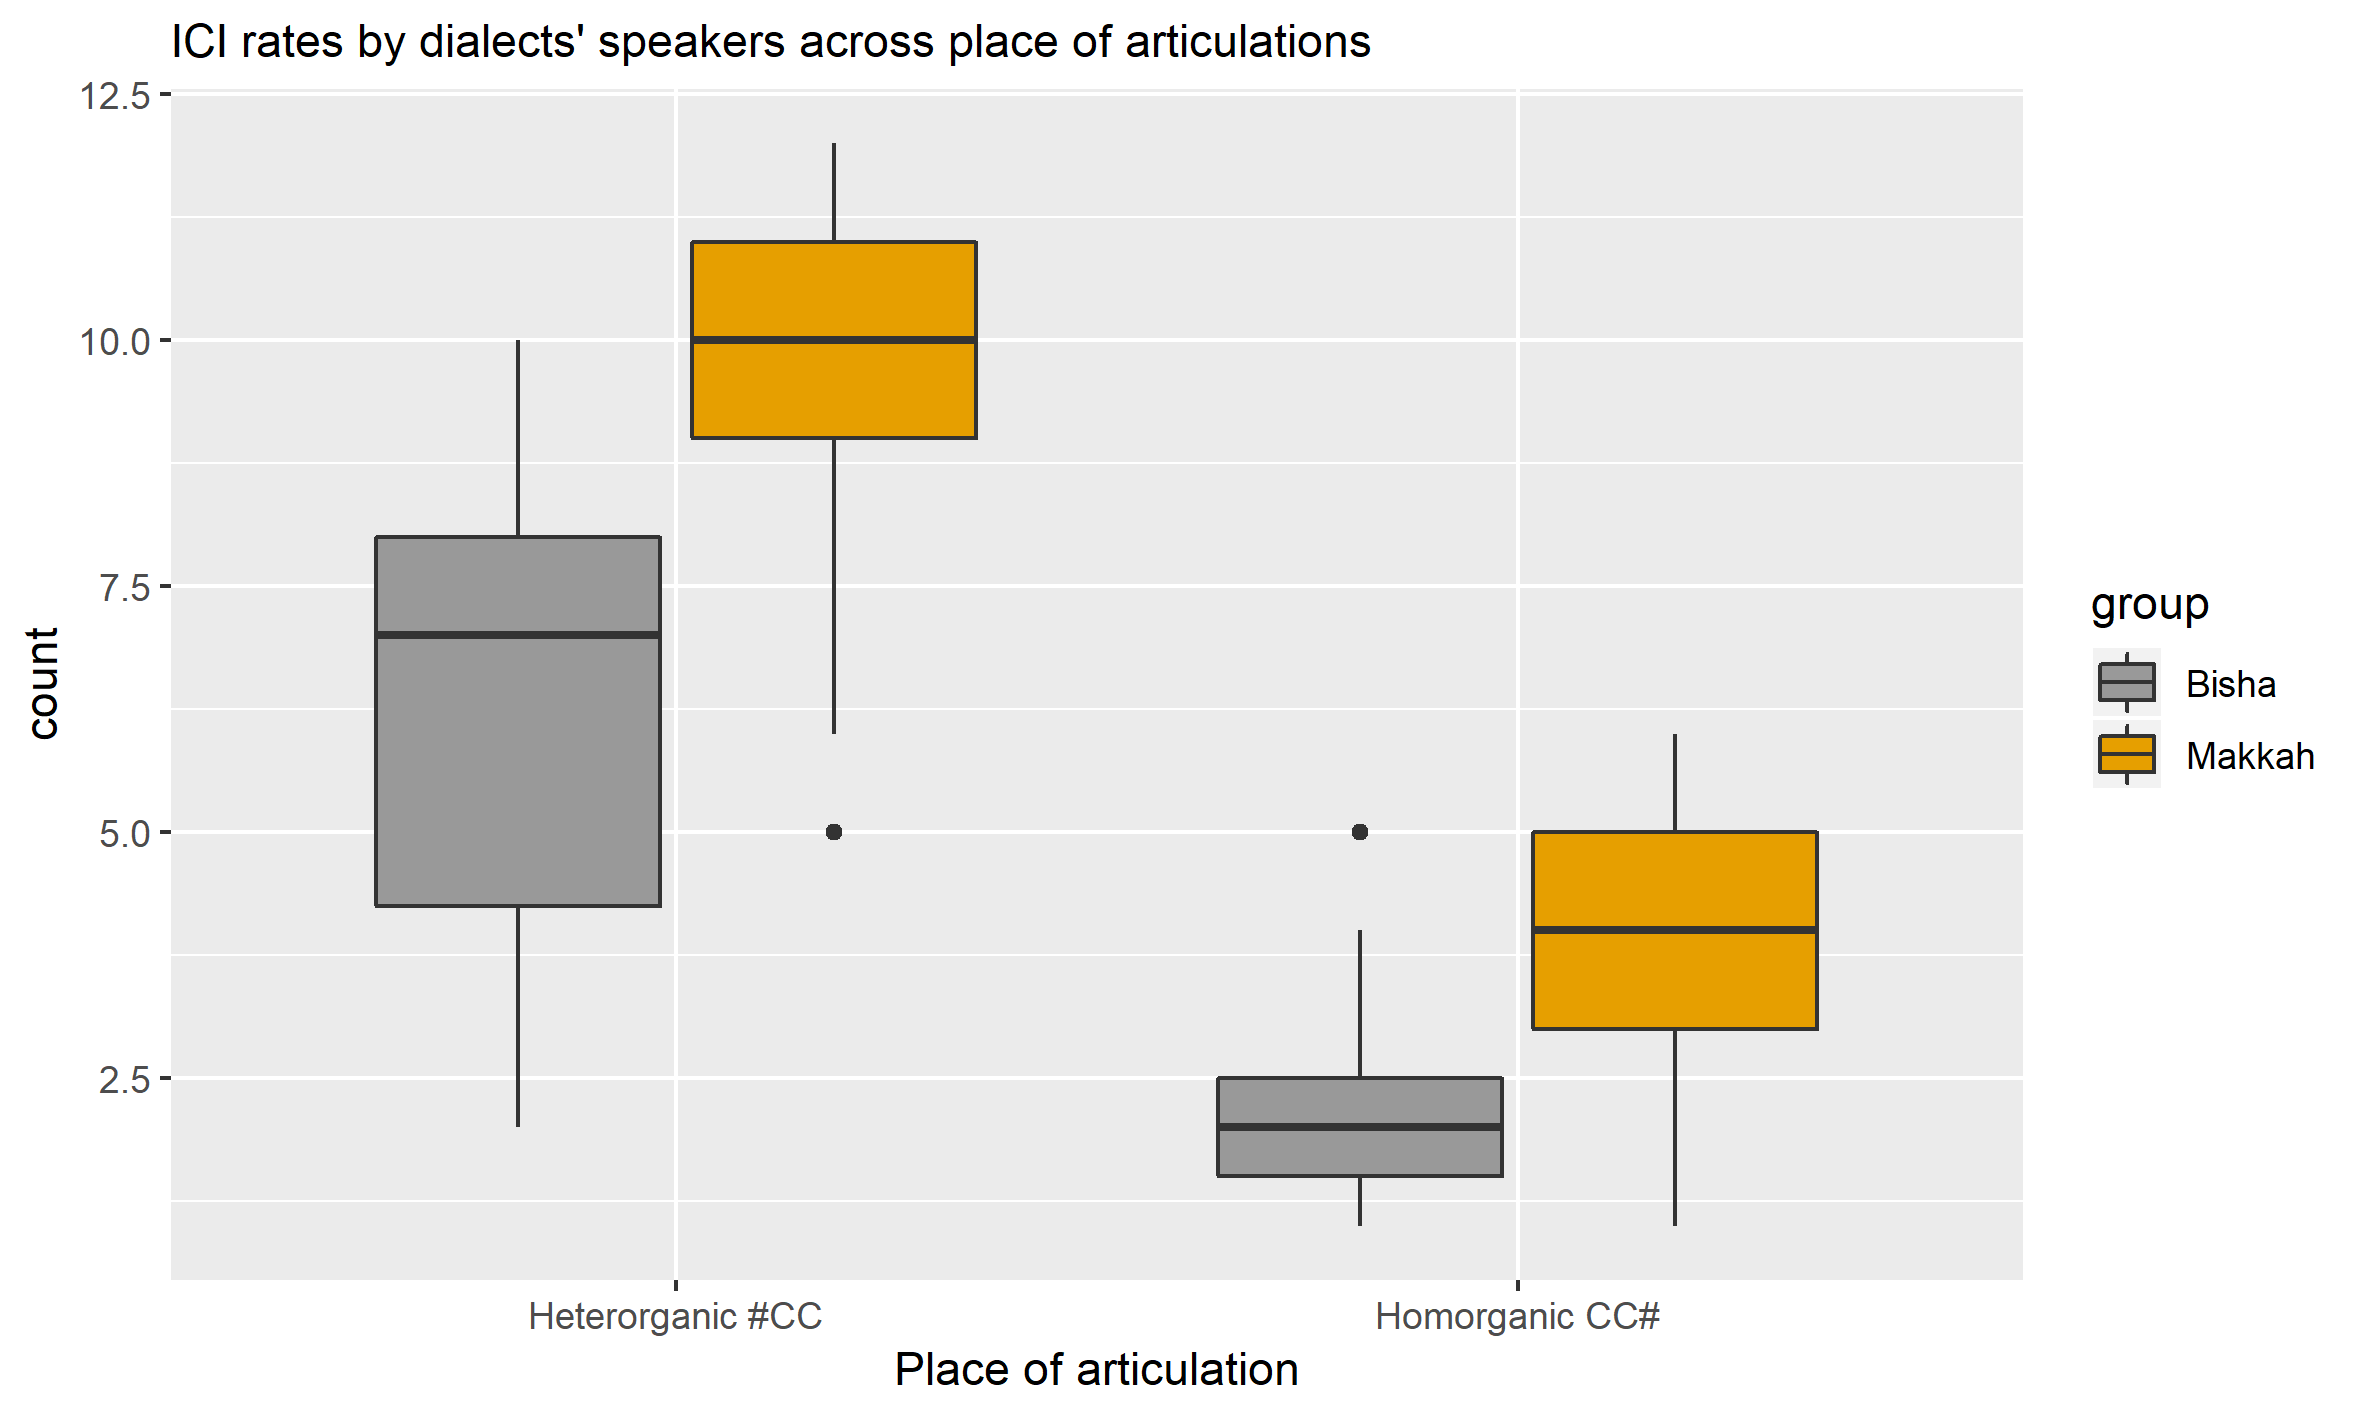 ICI rates by dialects' speakers across place of articulations
12.5
10.0
7.5
5.0
2.5
count
Heterorganic #CC
Homorganic CC#
Place of articulation
group
Bisha
Makkah